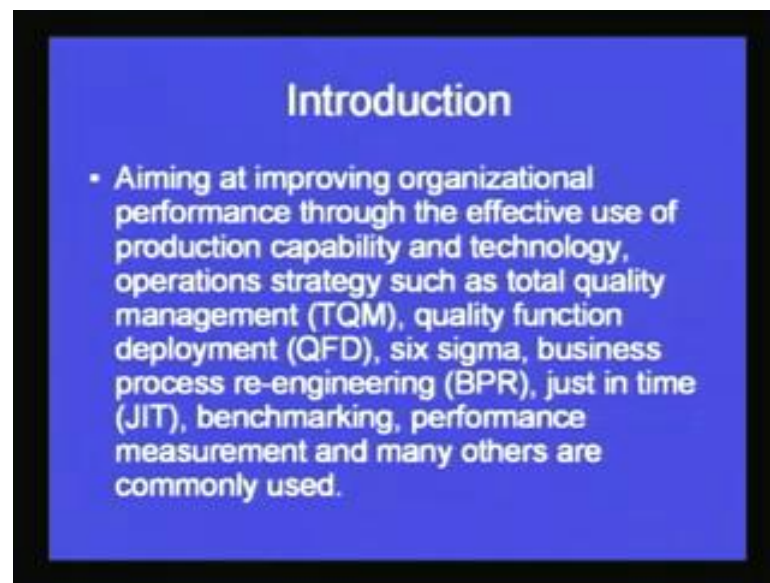 Introduction
• Aiming at improving organizational
performance through the effective use of
production capability and technology,
operations strategy such as total quality
management (TQM), quality function
deployment (QFD), six sigma, business
process re-engineering (BPR), just in time
(JIT), benchmarking, performance
measurement and many others are
commonly used.